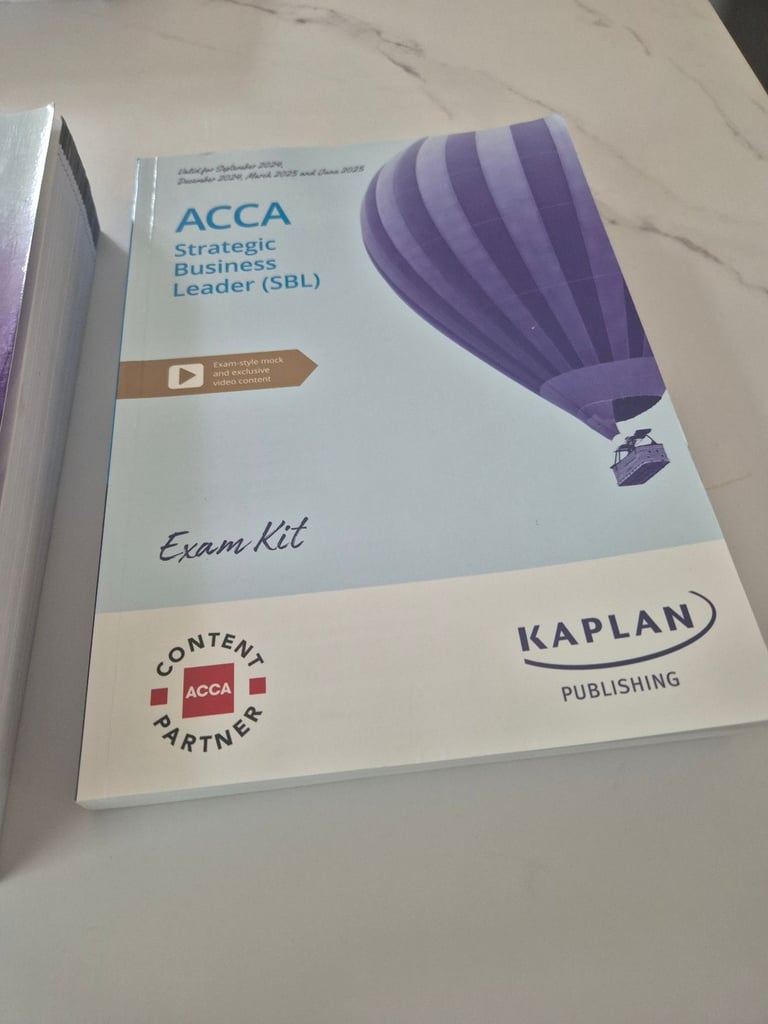 Valid for September 2024,
December 2024, March 2025 and June 2025
ACCA
Strategic
Business
Leader (SBL)
Exam-style mock
and exclusive
video content
Exam Kit
CONTENT
ACCA
PARTNER
KAPLAN
PUBLISHING